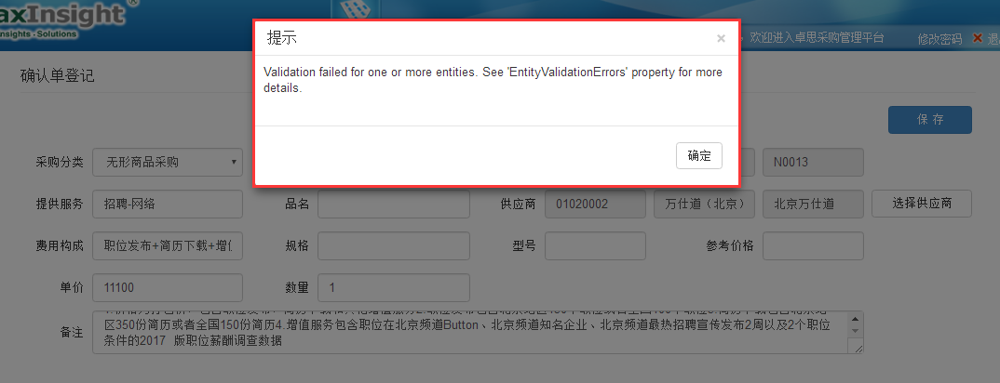 axInsight®
nsights-Solutions
欢迎进入卓思采购管理平台
修改密码
确认单登记
提示
×
Validation failed for one or more entities. See 'EntityValidationErrors' property for more
details.
确定
保 存
采购分类 无形商品采购 N0013
提供服务 招聘-网络 品名 供应商 01020002 万仕道（北京） 北京万仕道 选择供应商
费用构成 职位发布+简历下载+增 规格 型号 参考价格
单价 11100 数量 1
备注
区350份简历或者全国150份简历4.增值服务包含职位在北京频道Button、北京频道知名企业、北京频道最热招聘宣传发布2周以及2个职位
条件的2017 版职位薪酬调查数据